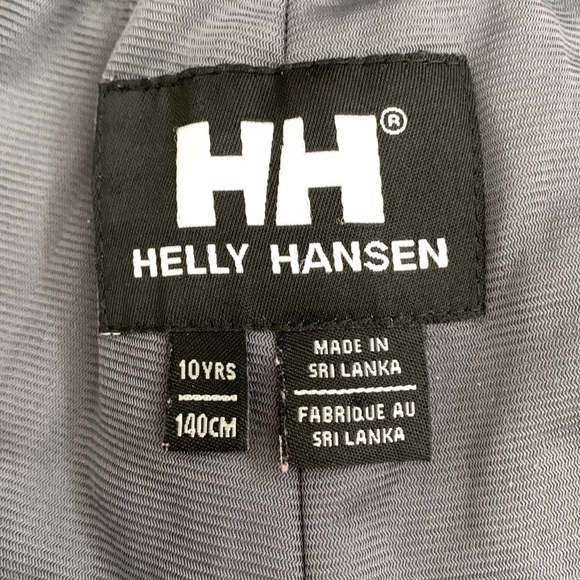 HH®
HELLY HANSEN
10YRS
140CM
MADE IN
SRI LANKA
FABRIQUE AU
SRI LANKA